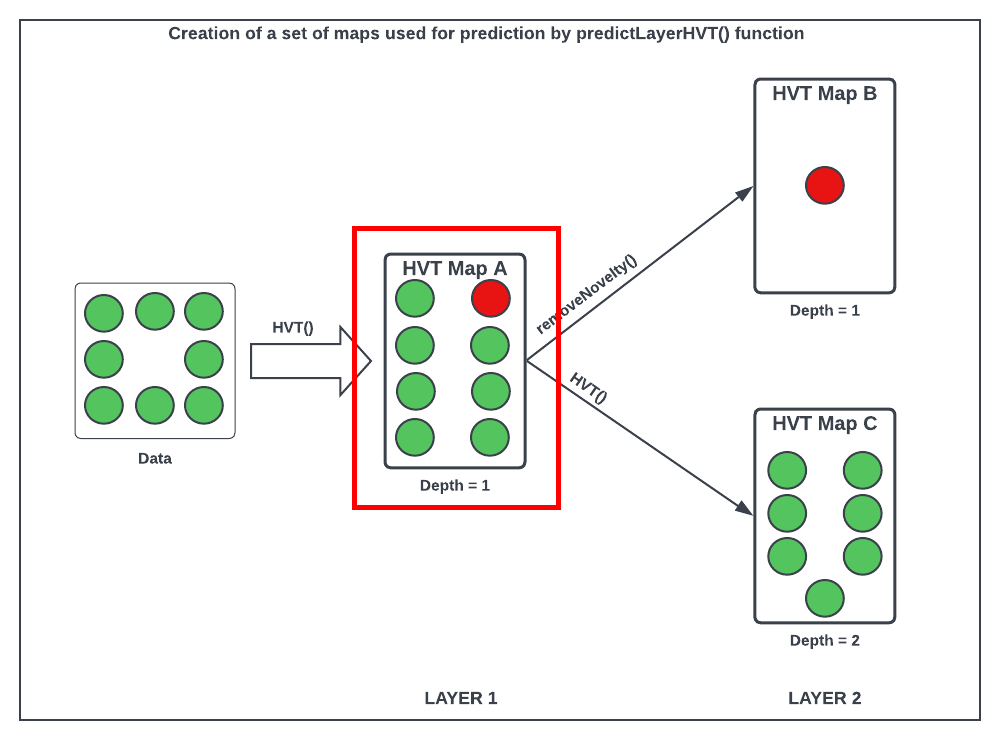 Creation of a set of maps used for prediction by predictLayerHVT() function
HVT Map B
Depth = 1
removeNovelty()
HVT Map A
HVT()
Data
Depth = 1
HVT()
HVT Map C
Depth = 2
LAYER 1
LAYER 2